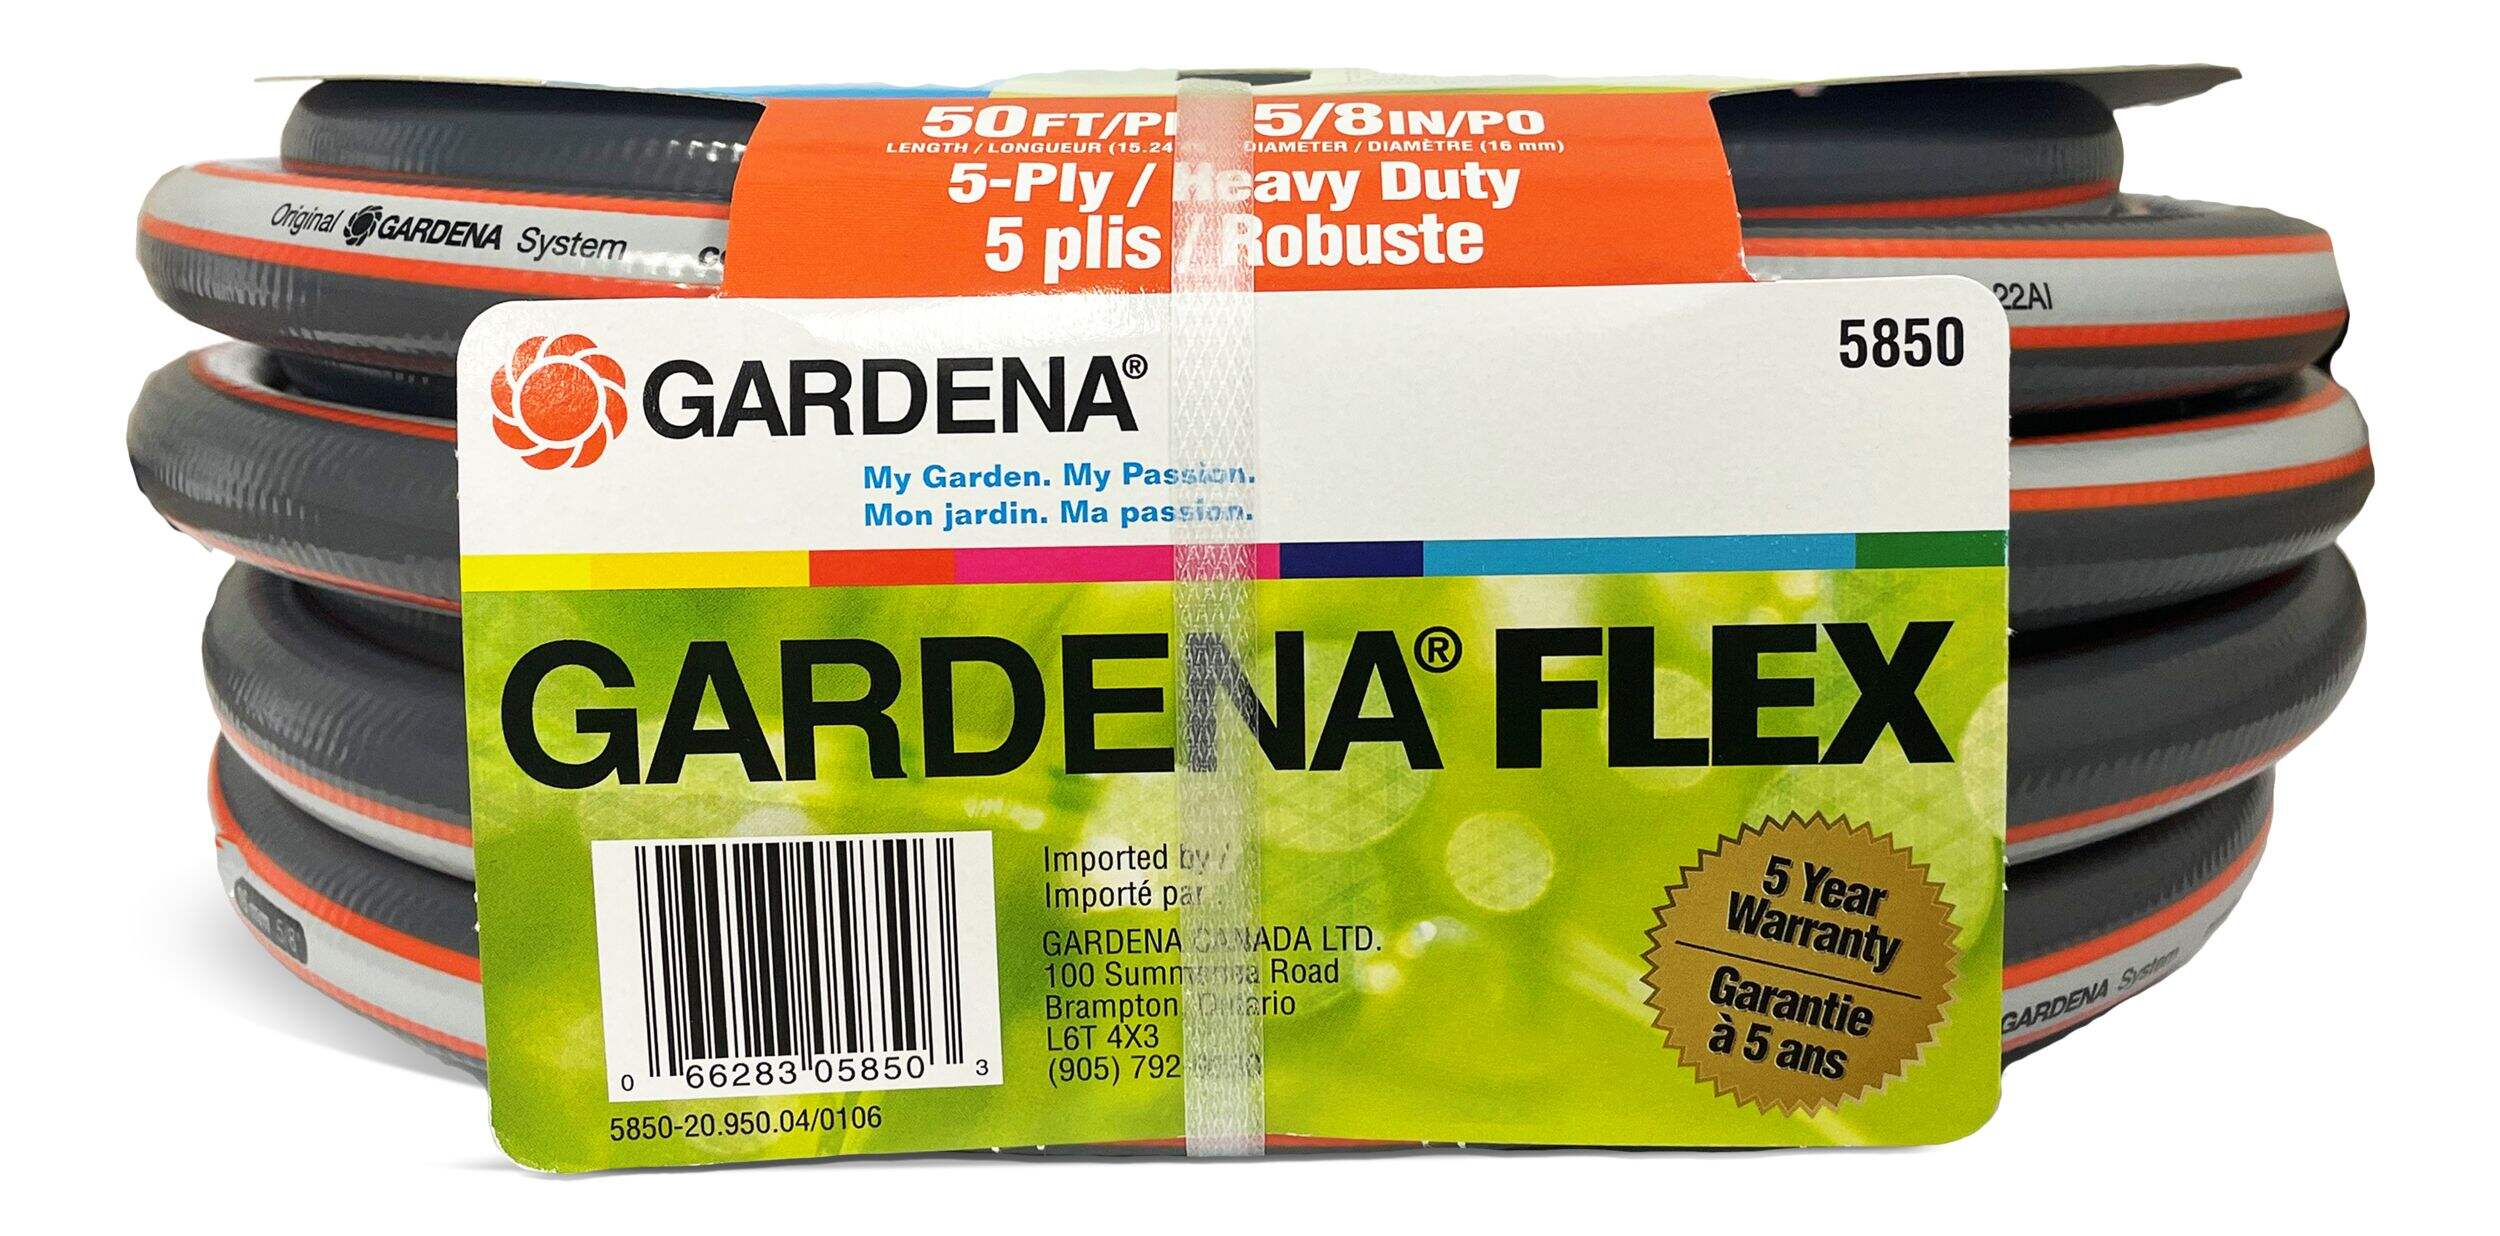 50FT/PI 5/8IN/PO
LENGTH / LONGUEUR (15.24 DIAMETER / DIAMÈTRE (16 mm)
5-Ply / Heavy Duty
5 plis / Robuste
Original GARDENA System
22AI
GARDENA® 5850
My Garden. My Passion.
Mon jardin. Ma passion.
GARDENA® FLEX
Imported by /
Importé par :
GARDENA CANADA LTD.
100 Summerlea Road
Brampton, Ontario
L6T 4X3
(905) 792
0 66283 05850 3
5850-20.950.04/0106
5 Year
Warranty
Garantie
à 5 ans
5/8"
GARDENA System